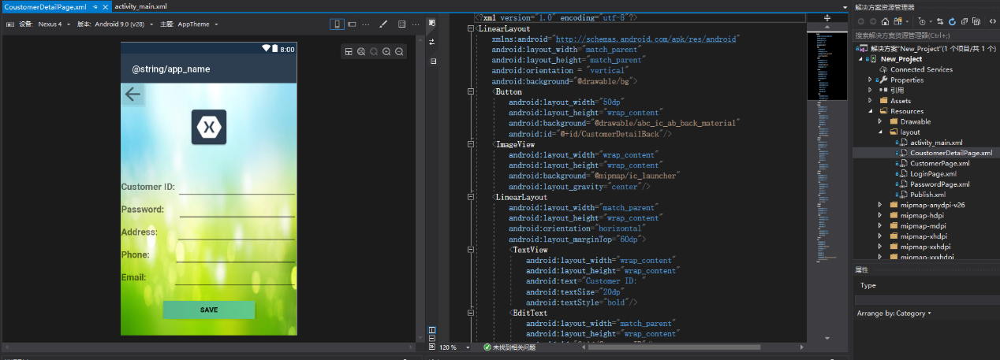 CoustomerDetailPage.xml
activity_main.xml
设备: Nexus 4 版本: Android 9.0 (v28) 主题: AppTheme
8:00
@string/app_name
Customer ID:
Password:
Address:
Phone:
Email:
SAVE
<?xml version="1.0" encoding="utf-8"?>
<LinearLayout
xmlns:android="http://schemas.android.com/apk/res/android"
android:layout_width="match_parent"
android:layout_height="match_parent"
android:orientation = "vertical"
android:background="@drawable/bg">
<Button
android:layout_width="50dp"
android:layout_height="wrap_content"
android:background="@drawable/abc_ic_ab_back_material"
android:id="@+id/CustomerDetailBack"/>
<ImageView
android:layout_width="wrap_content"
android:layout_height="wrap_content"
android:background="@mipmap/ic_launcher"
android:layout_gravity="center"/>
<LinearLayout
android:layout_width="match_parent"
android:layout_height="wrap_content"
android:orientation="horizontal"
android:layout_marginTop="60dp">
<TextView
android:layout_width="wrap_content"
android:layout_height="wrap_content"
android:text="Customer ID: "
android:textSize="20dp"
android:textStyle="bold"/>
<EditText
android:layout_width="match_parent"
android:layout_height="wrap_content"
120 %
未找到相关问题
解决方案资源管理器
搜索解决方案资源管理器(Ctrl+;)
解决方案"New_Project"(1 个项目/共 1 个)
New_Project
Connected Services
Properties
引用
Assets
Resources
Drawable
layout
activity_main.xml
CoustomerDetailPage.xml
CustomerPage.xml
LoginPage.xml
PasswordPage.xml
Publish.xml
mipmap-anydpi-v26
mipmap-hdpi
mipmap-mdpi
mipmap-xhdpi
mipmap-xxhdpi
mipmap-xxxhdpi
属性
Type
Arrange by: Category